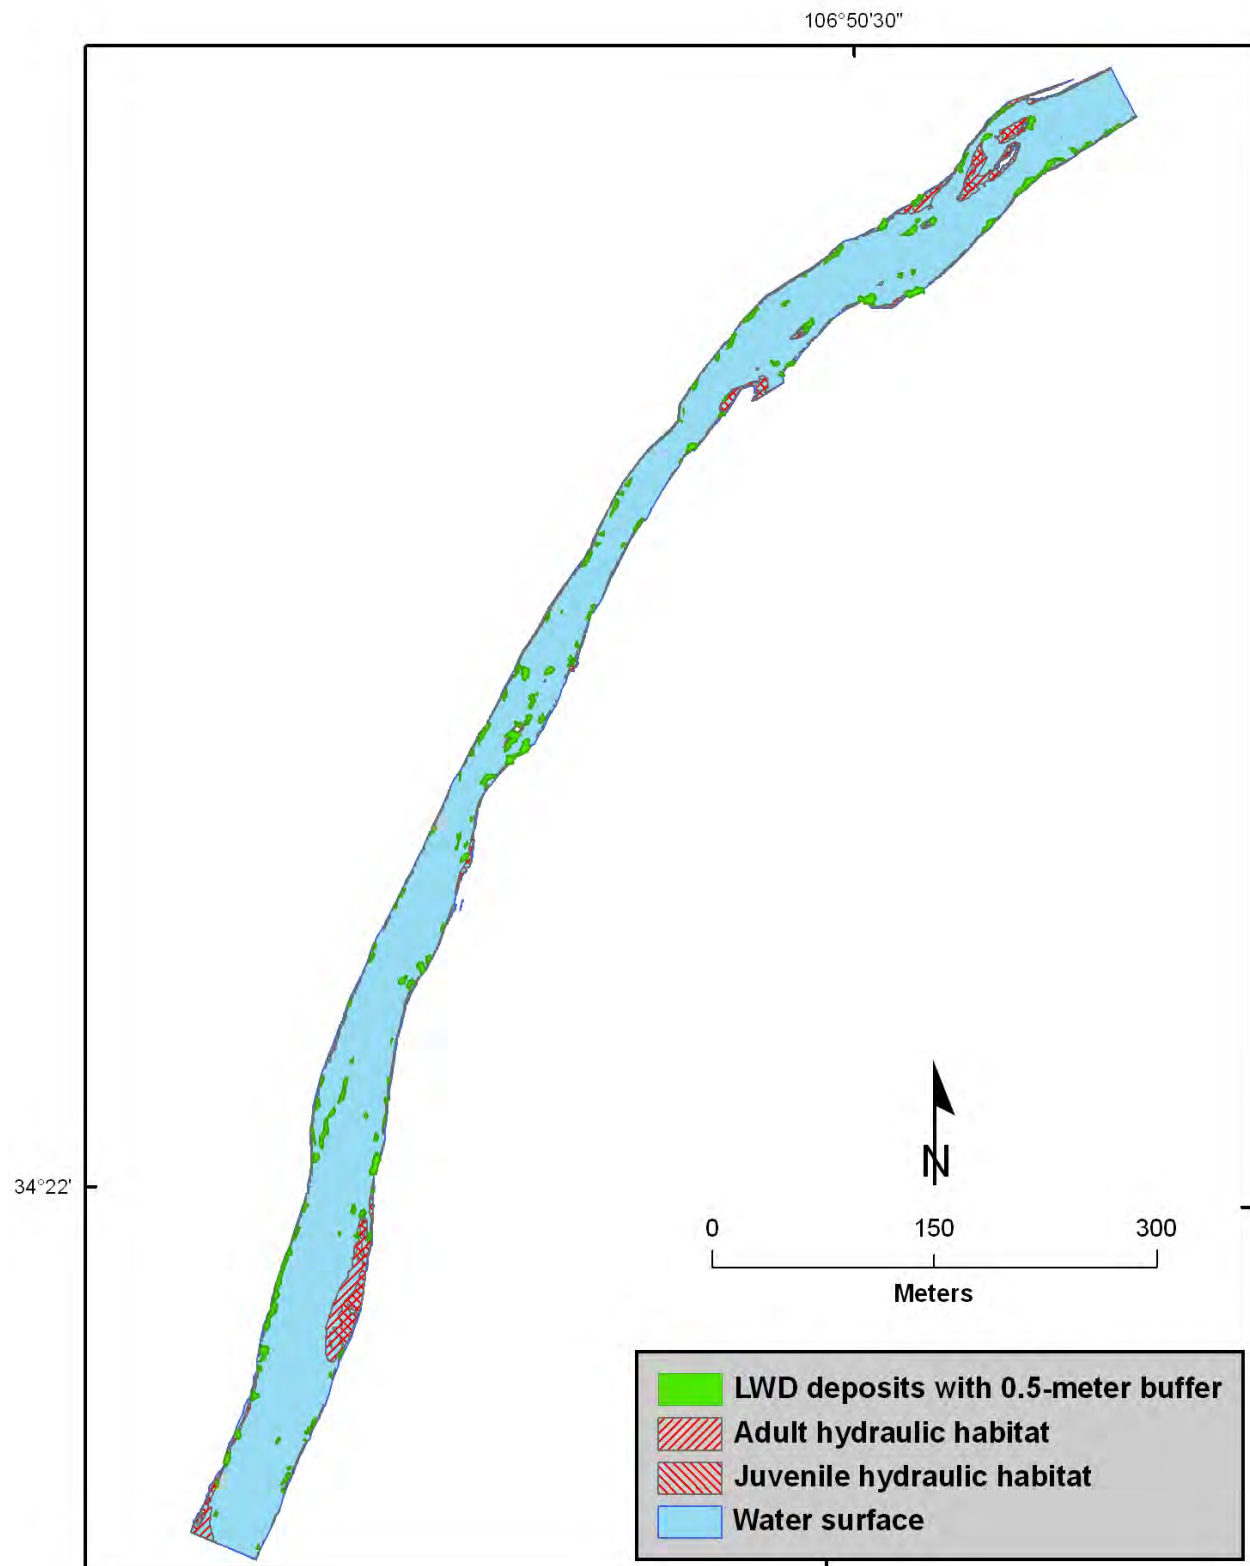 106°50'30"
34°22'
N
0 150 300
Meters
LWD deposits with 0.5-meter buffer
Adult hydraulic habitat
Juvenile hydraulic habitat
Water surface